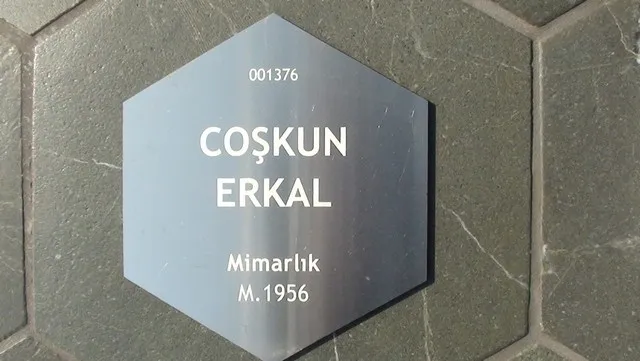 001376
COŞKUN
ERKAL
Mimarlık
M.1956